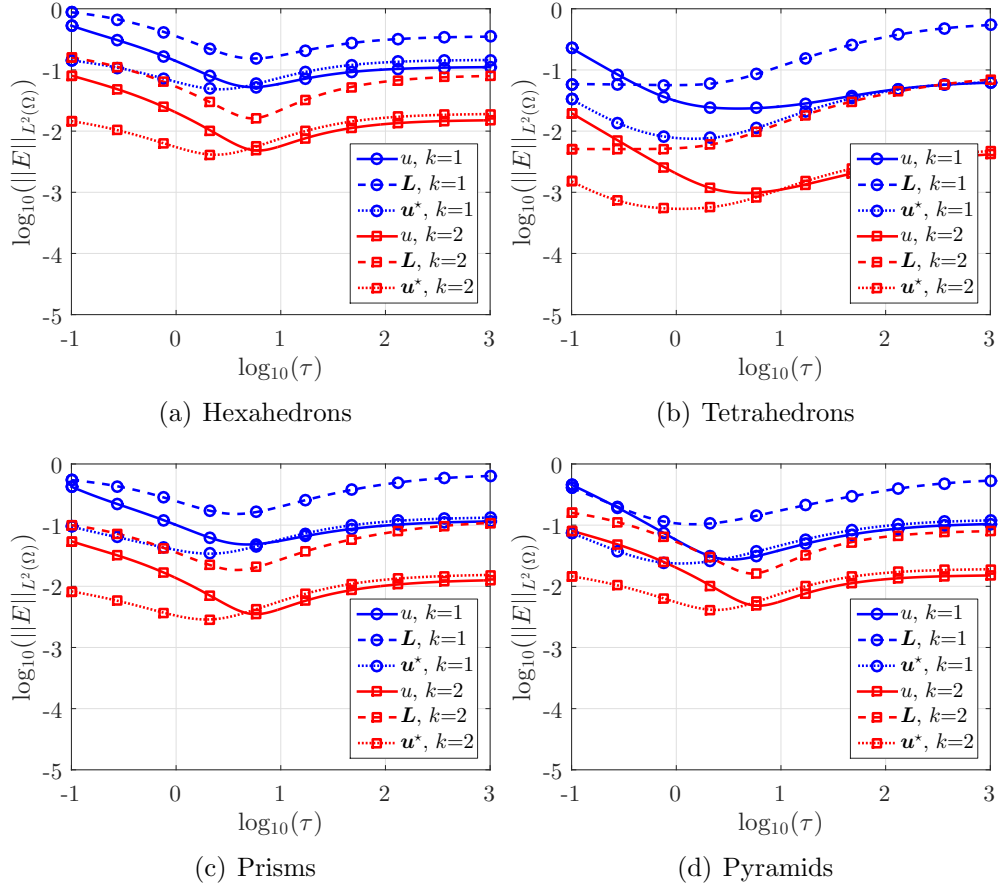 0
-1
-2
-3
-4
-5
-1
0
1
2
3
log10(||E||L2(Ω))
log10(τ)
u, k=1
L, k=1
u⋆, k=1
u, k=2
L, k=2
u⋆, k=2
(a) Hexahedrons
0
-1
-2
-3
-4
-5
-1
0
1
2
3
log10(||E||L2(Ω))
log10(τ)
u, k=1
L, k=1
u⋆, k=1
u, k=2
L, k=2
u⋆, k=2
(b) Tetrahedrons
0
-1
-2
-3
-4
-5
-1
0
1
2
3
log10(||E||L2(Ω))
log10(τ)
u, k=1
L, k=1
u⋆, k=1
u, k=2
L, k=2
u⋆, k=2
(c) Prisms
0
-1
-2
-3
-4
-5
-1
0
1
2
3
log10(||E||L2(Ω))
log10(τ)
u, k=1
L, k=1
u⋆, k=1
u, k=2
L, k=2
u⋆, k=2
(d) Pyramids